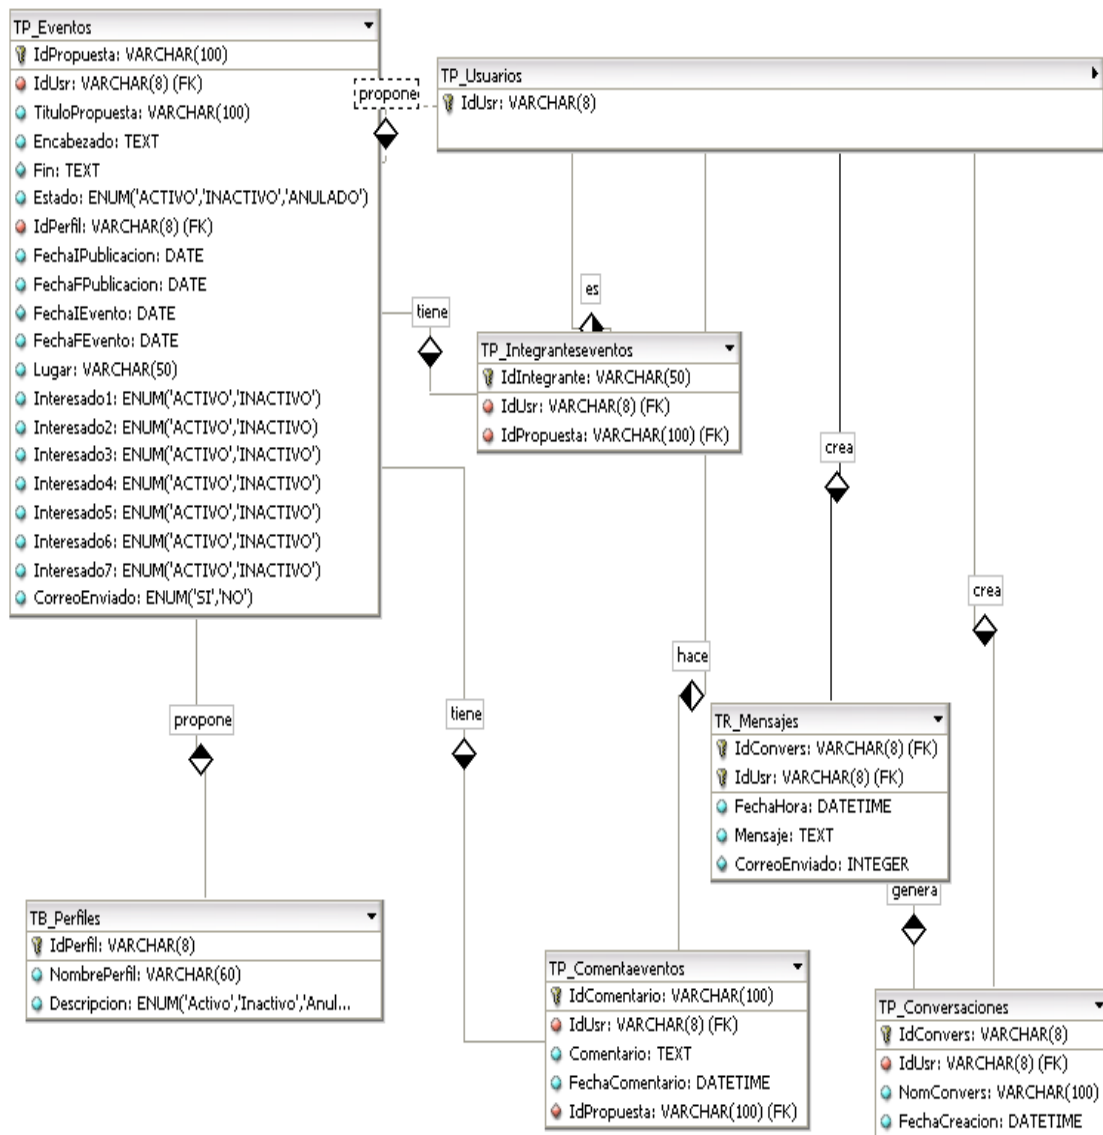 TP_Eventos
IdPropuesta: VARCHAR(100)
IdUsr: VARCHAR(8) (FK)
TituloPropuesta: VARCHAR(100)
Encabezado: TEXT
Fin: TEXT
Estado: ENUM('ACTIVO','INACTIVO','ANULADO')
IdPerfil: VARCHAR(8) (FK)
FechaIPublicacion: DATE
FechaFPublicacion: DATE
FechaIEvento: DATE
FechaFEvento: DATE
Lugar: VARCHAR(50)
Interesado1: ENUM('ACTIVO','INACTIVO')
Interesado2: ENUM('ACTIVO','INACTIVO)
Interesado3: ENUM('ACTIVO','INACTIVO')
Interesado4: ENUM('ACTIVO','INACTIVO')
Interesado5: ENUM('ACTIVO','INACTIVO')
Interesado6: ENUM('ACTIVO','INACTIVO')
Interesado7: ENUM('ACTIVO','INACTIVO')
CorreoEnviado: ENUM('SI','NO')
propone
TP_Usuarios
IdUsr: VARCHAR(8)
es
tiene
TP_Integranteseventos
IdIntegrante: VARCHAR(50)
IdUsr: VARCHAR(8) (FK)
IdPropuesta: VARCHAR(100) (FK)
crea
crea
hace
tiene
propone
TR_Mensajes
IdConvers: VARCHAR(8) (FK)
IdUsr: VARCHAR(8) (FK)
FechaHora: DATETIME
Mensaje: TEXT
CorreoEnviado: INTEGER
genera
TB_Perfiles
IdPerfil: VARCHAR(8)
NombrePerfil: VARCHAR(60)
Descripcion: ENUM('Activo','Inactivo','Anul...
TP_Comentaeventos
IdComentario: VARCHAR(100)
IdUsr: VARCHAR(8) (FK)
Comentario: TEXT
FechaComentario: DATETIME
IdPropuesta: VARCHAR(100) (FK)
TP_Conversaciones
IdConvers: VARCHAR(8)
IdUsr: VARCHAR(8) (FK)
NomConvers: VARCHAR(100)
FechaCreacion: DATETIME